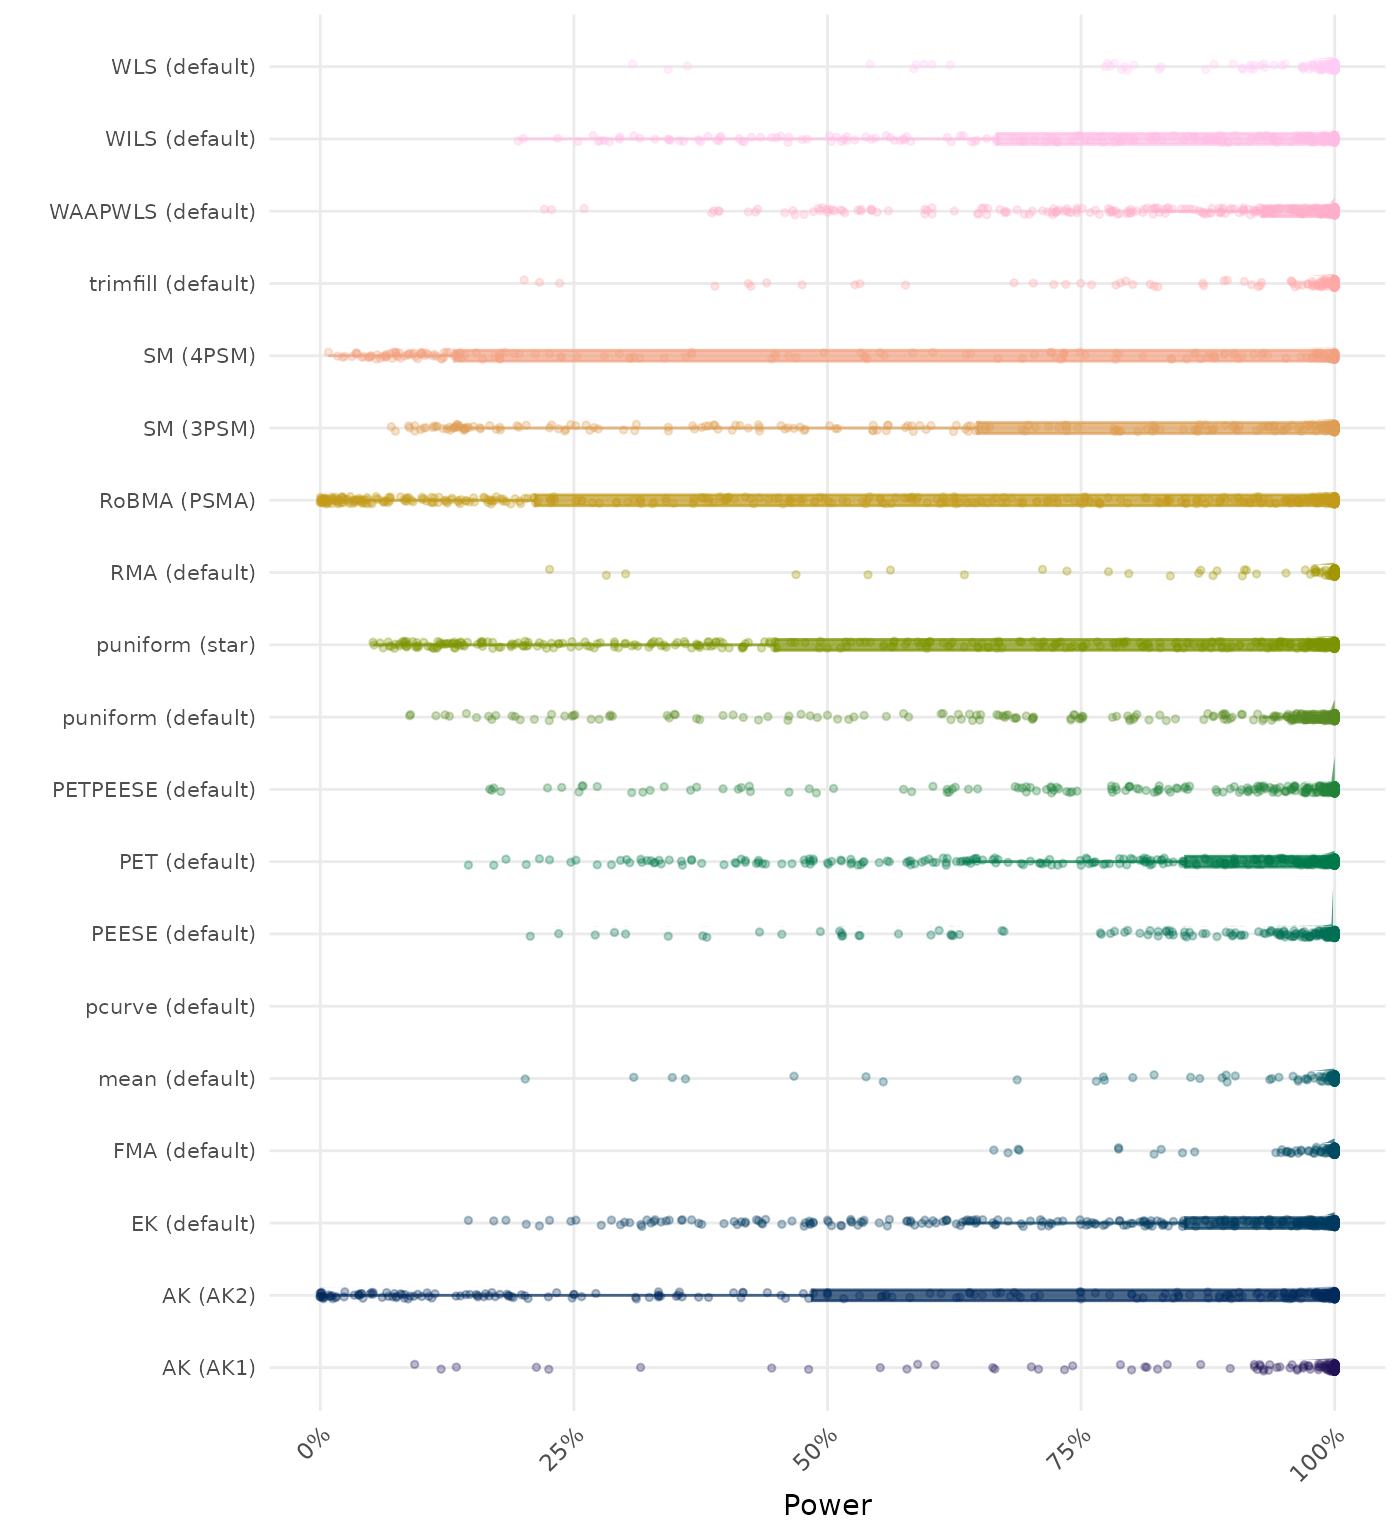 WLS (default)
WILS (default)
WAAPWLS (default)
trimfill (default)
SM (4PSM)
SM (3PSM)
RoBMA (PSMA)
RMA (default)
puniform (star)
puniform (default)
PETPEESE (default)
PET (default)
PEESE (default)
pcurve (default)
mean (default)
FMA (default)
EK (default)
AK (AK2)
AK (AK1)
0%
25%
50%
75%
100%
Power